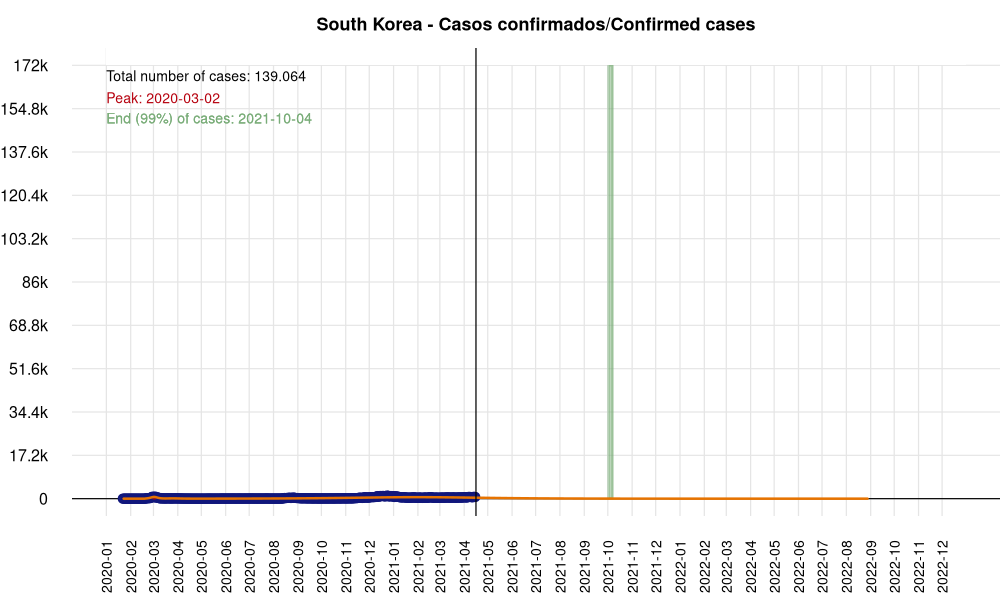 South Korea - Casos confirmados/Confirmed cases
Total number of cases: 139.064
Peak: 2020-03-02
End (99%) of cases: 2021-10-04
172k
154.8k
137.6k
120.4k
103.2k
86k
68.8k
51.6k
34.4k
17.2k
0
2020-01
2020-02
2020-03
2020-04
2020-05
2020-06
2020-07
2020-08
2020-09
2020-10
2020-11
2020-12
2021-01
2021-02
2021-03
2021-04
2021-05
2021-06
2021-07
2021-08
2021-09
2021-10
2021-11
2021-12
2022-01
2022-02
2022-03
2022-04
2022-05
2022-06
2022-07
2022-08
2022-09
2022-10
2022-11
2022-12